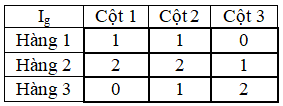 Ig Cột 1 Cột 2 Cột 3
Hàng 1 1 1 0
Hàng 2 2 2 1
Hàng 3 0 1 2